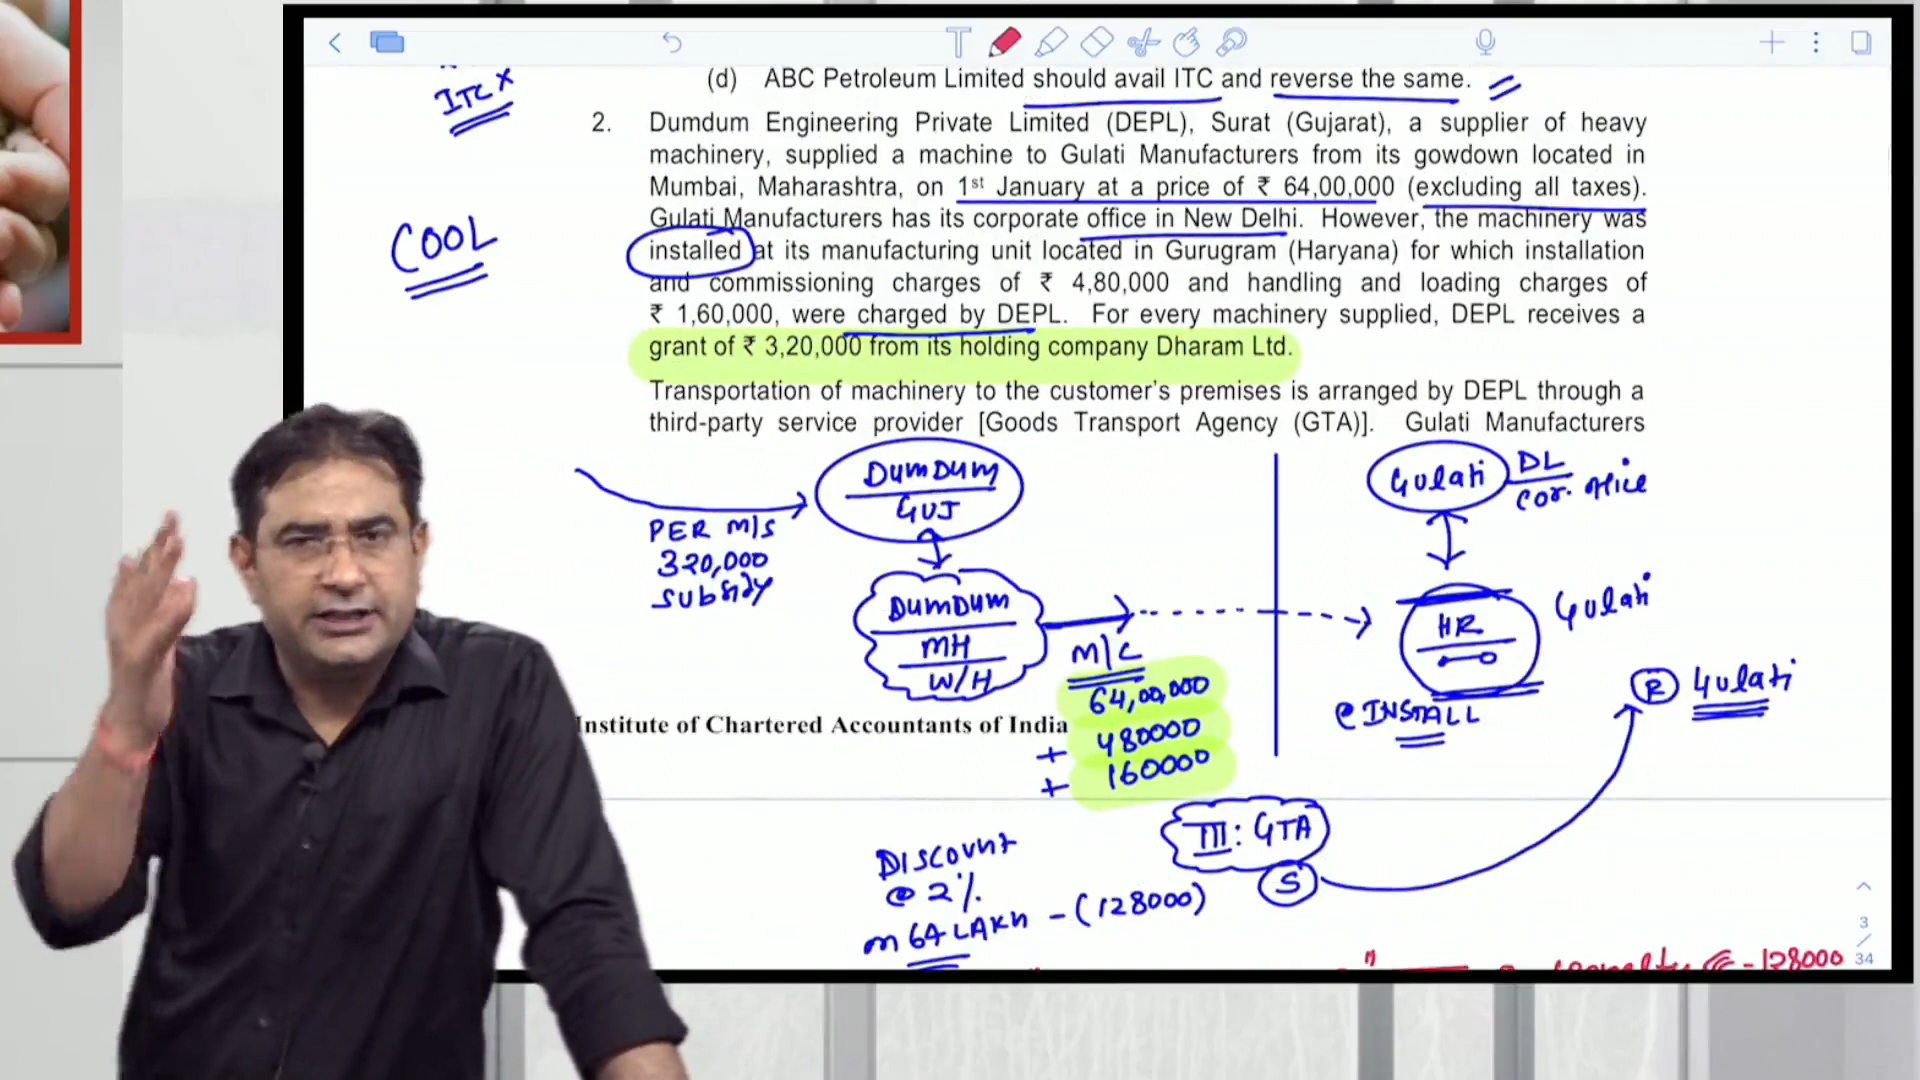 ITC X
(d) ABC Petroleum Limited should avail ITC and reverse the same.
2. Dumdum Engineering Private Limited (DEPL), Surat (Gujarat), a supplier of heavy
machinery, supplied a machine to Gulati Manufacturers from its gowdown located in
Mumbai, Maharashtra, on 1st January at a price of ₹ 64,00,000 (excluding all taxes).
Gulati Manufacturers has its corporate office in New Delhi. However, the machinery was
installed at its manufacturing unit located in Gurugram (Haryana) for which installation
and commissioning charges of ₹ 4,80,000 and handling and loading charges of
₹ 1,60,000, were charged by DEPL. For every machinery supplied, DEPL receives a
grant of ₹ 3,20,000 from its holding company Dharam Ltd.
COOL
Transportation of machinery to the customer's premises is arranged by DEPL through a
third-party service provider [Goods Transport Agency (GTA)]. Gulati Manufacturers
DUMDUM
GUJ
PER M/S
320,000
SUBSIDY
DUMDUM
MH
W/H
M/C
64,00,000
+ 480000
+ 160000
Gulati DL
cor. office
HR
Gulati
@ INSTALL
R Gulati
Institute of Chartered Accountants of India
III: GTA
S
DISCOUNT
@ 2%
64 LAKH - (128000)
-128000
3
/
34